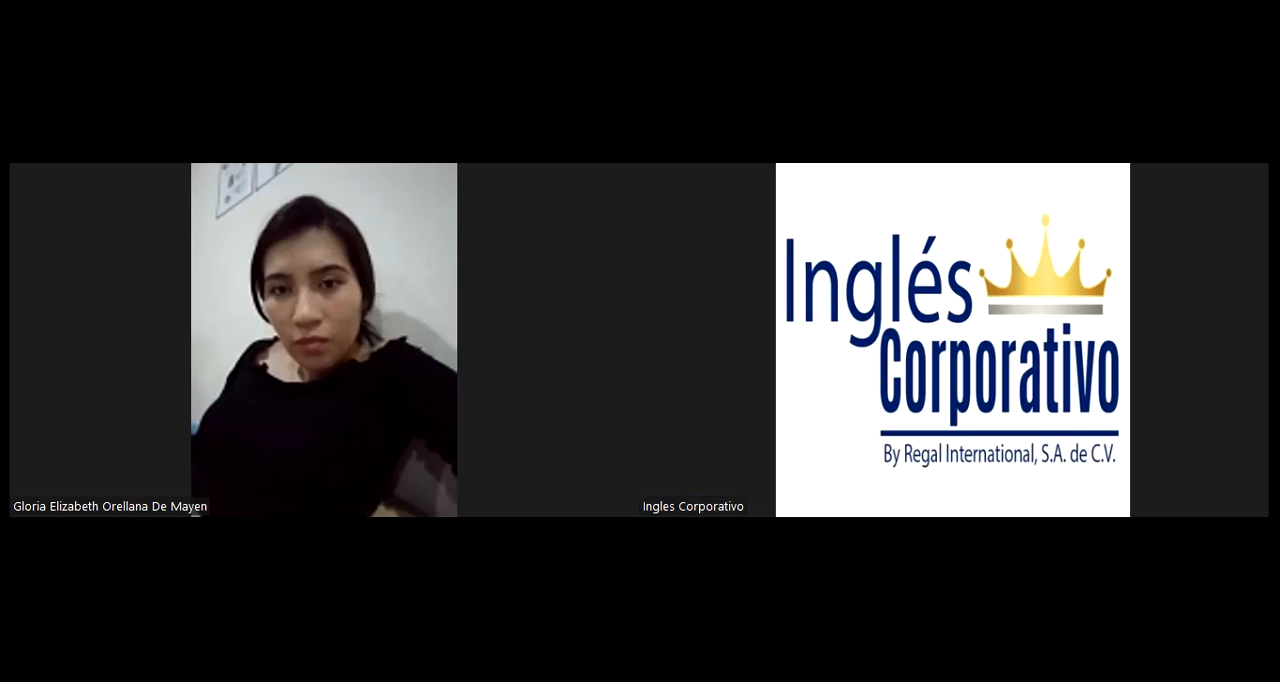 Gloria Elizabeth Orellana De Mayen
Inglés
Corporativo
By Regal International, S.A. de C.V.
Ingles Corporativo